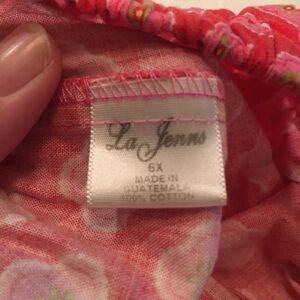 La Jenns
6X
MADE IN
GUATEMALA
100% COTTON